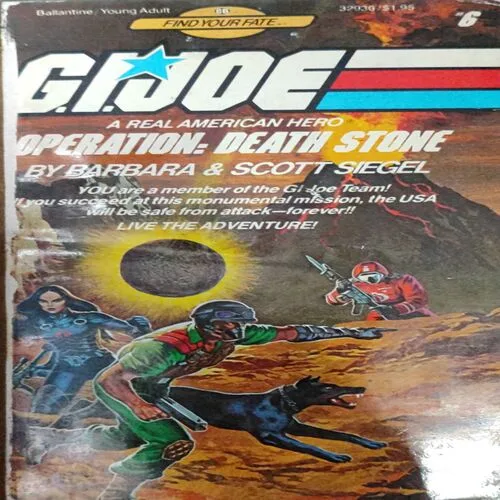 Ballantine/Young Adult
FIND YOUR FATE
32936/$1.95
#6
G.I. JOE
A REAL AMERICAN HERO
OPERATION: DEATH STONE
BY BARBARA & SCOTT SIEGEL
YOU are a member of the G.I. Joe Team!
If you succeed at this monumental mission, the USA
will be safe from attack—forever!!
LIVE THE ADVENTURE!